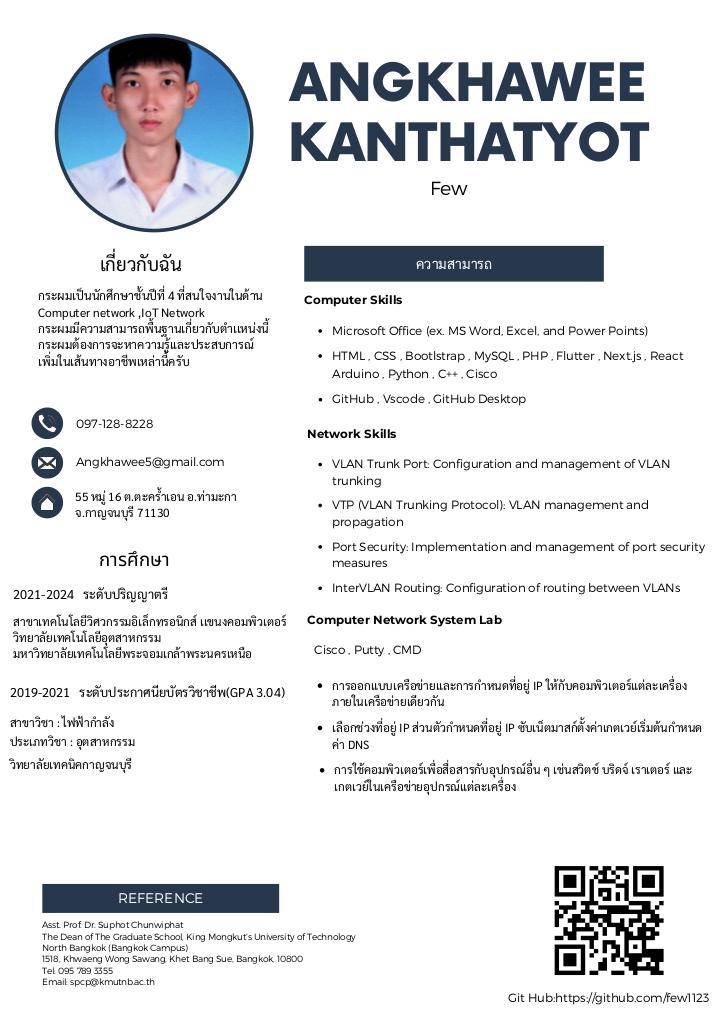 ANGKHAWEE
KANTHATYOT
Few
เกี่ยวกับฉัน
กระผมเป็นนักศึกษาชั้นปีที่ 4 ที่สนใจงานในด้าน
Computer network ,IoT Network
กระผมมีความสามารถพื้นฐานเกี่ยวกับตำแหน่งนี้
กระผมต้องการจะหาความรู้และประสบการณ์
เพิ่มในเส้นทางอาชีพเหล่านี้ครับ
097-128-8228
Angkhawee5@gmail.com
55 หมู่ 16 ต.ตะคร้ำเอน อ.ท่ามะกา
จ.กาญจนบุรี 71130
การศึกษา
2021-2024 ระดับปริญญาตรี
สาขาเทคโนโลยีวิศวกรรมอิเล็กทรอนิกส์ แขนงคอมพิวเตอร์
วิทยาลัยเทคโนโลยีอุตสาหกรรม
มหาวิทยาลัยเทคโนโลยีพระจอมเกล้าพระนครเหนือ
2019-2021 ระดับประกาศนียบัตรวิชาชีพ(GPA 3.04)
สาขาวิชา : ไฟฟ้ากำลัง
ประเภทวิชา : อุตสาหกรรม
วิทยาลัยเทคนิคกาญจนบุรี
ความสามารถ
Computer Skills
• Microsoft Office (ex. MS Word, Excel, and Power Points)
• HTML , CSS , Bootlstrap , MySQL , PHP , Flutter , Next.js , React
Arduino , Python , C++ , Cisco
• GitHub , Vscode , GitHub Desktop
Network Skills
• VLAN Trunk Port: Configuration and management of VLAN
trunking
• VTP (VLAN Trunking Protocol): VLAN management and
propagation
• Port Security: Implementation and management of port security
measures
• InterVLAN Routing: Configuration of routing between VLANs
Computer Network System Lab
Cisco , Putty , CMD
• การออกแบบเครือข่ายและการกำหนดที่อยู่ IP ให้กับคอมพิวเตอร์แต่ละเครื่อง
ภายในเครือข่ายเดียวกัน
• เลือกช่วงที่อยู่ IP ส่วนตัวกำหนดที่อยู่ IP ซับเน็ตมาสก์ตั้งค่าเกตเวย์เริ่มต้นกำหนด
ค่า DNS
• การใช้คอมพิวเตอร์เพื่อสื่อสารกับอุปกรณ์อื่น ๆ เช่นสวิตช์ บริดจ์ เราเตอร์ และ
เกตเวย์ในเครือข่ายอุปกรณ์แต่ละเครื่อง
REFERENCE
Asst. Prof. Dr. Suphot Chunwiphat
The Dean of The Graduate School, King Mongkut's University of Technology
North Bangkok (Bangkok Campus)
1518, Khwaeng Wong Sawang, Khet Bang Sue, Bangkok, 10800
Tel: 095 789 3355
Email: spcp@kmutnb.ac.th
Git Hub:https://github.com/few1123